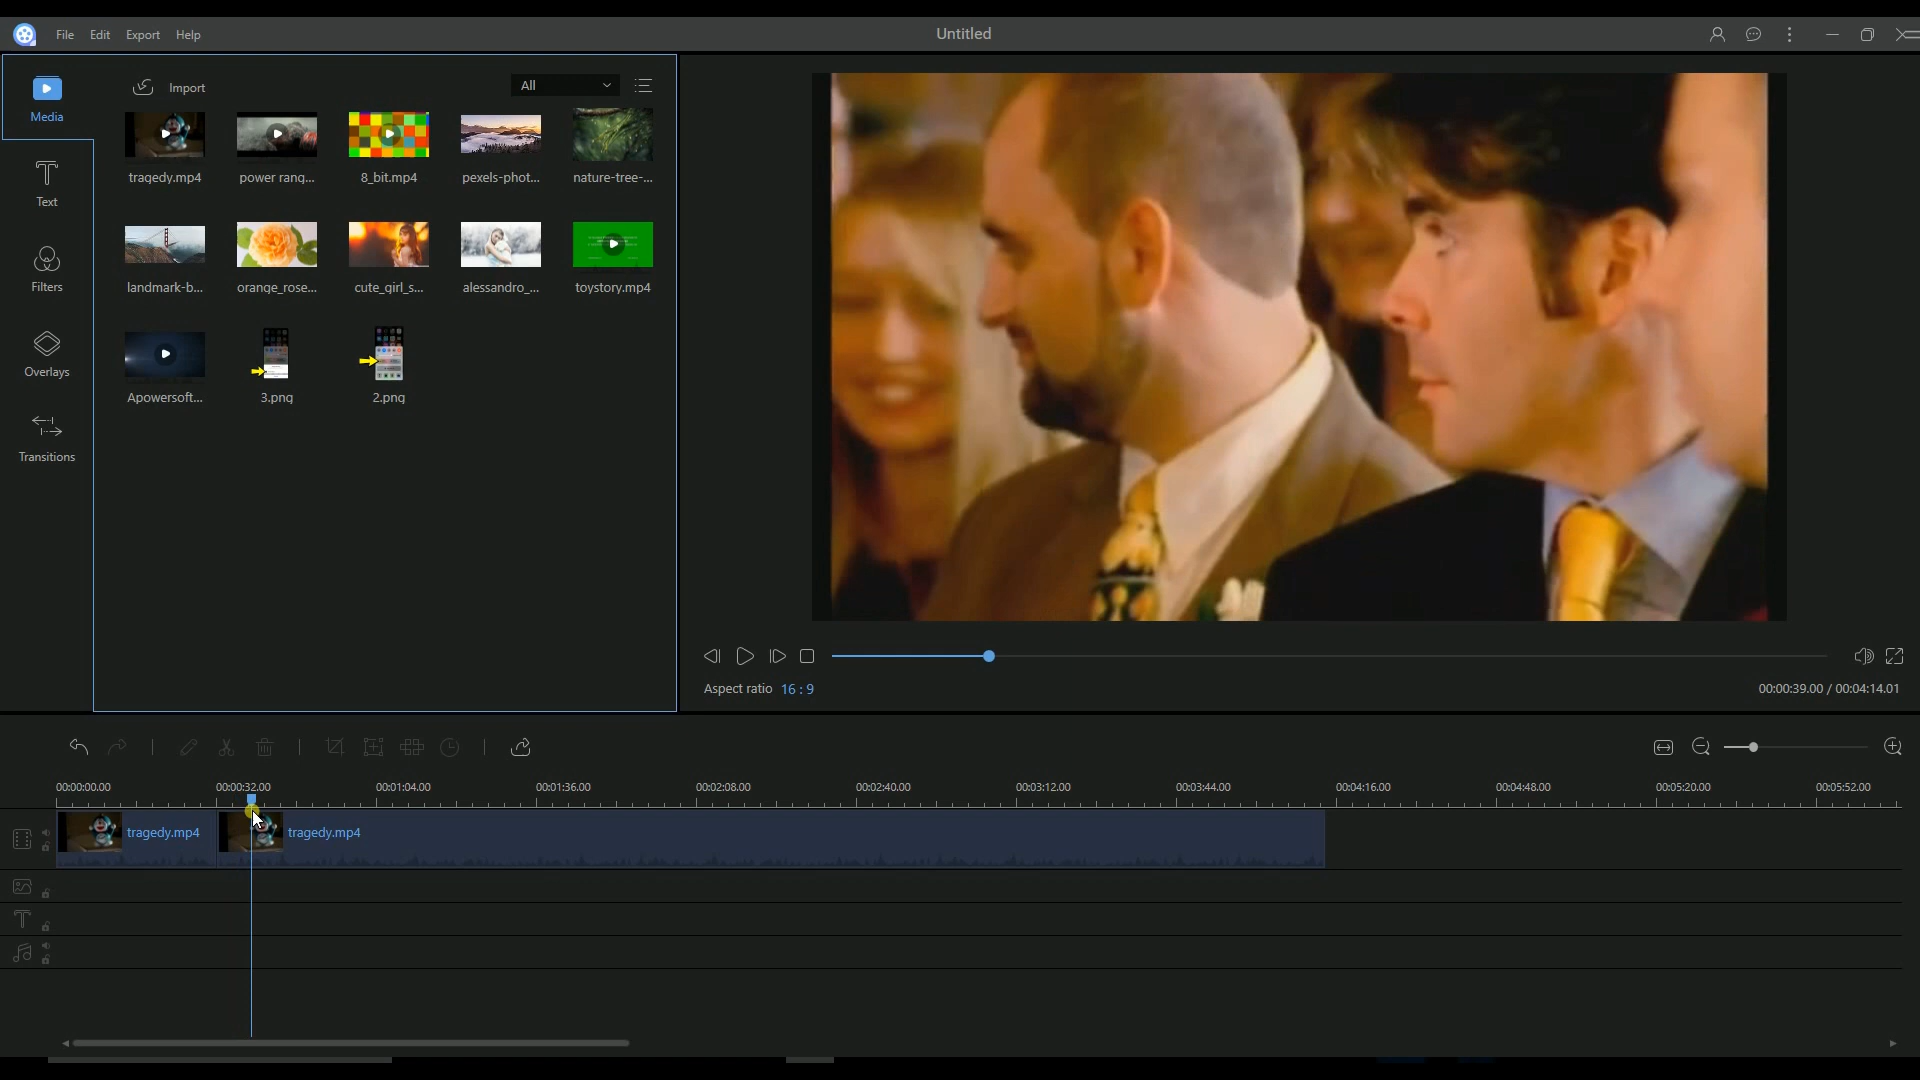 File Edit Export Help
Untitled
Media
Import
All
tragedy.mp4 power rang... 8_bit.mp4 pexels-phot... nature-tree-...
Text
landmark-b... orange_rose... cute_girl_s... alessandro_... toystory.mp4
Filters
Overlays
Apowersoft... 3.png 2.png
Transitions
Aspect ratio 16 : 9
00:00:39.00 / 00:04:14.01
00:00:00.00 00:00:32.00 00:01:04.00 00:01:36.00 00:02:08.00 00:02:40.00 00:03:12.00 00:03:44.00 00:04:16.00 00:04:48.00 00:05:20.00 00:05:52.00
tragedy.mp4 tragedy.mp4